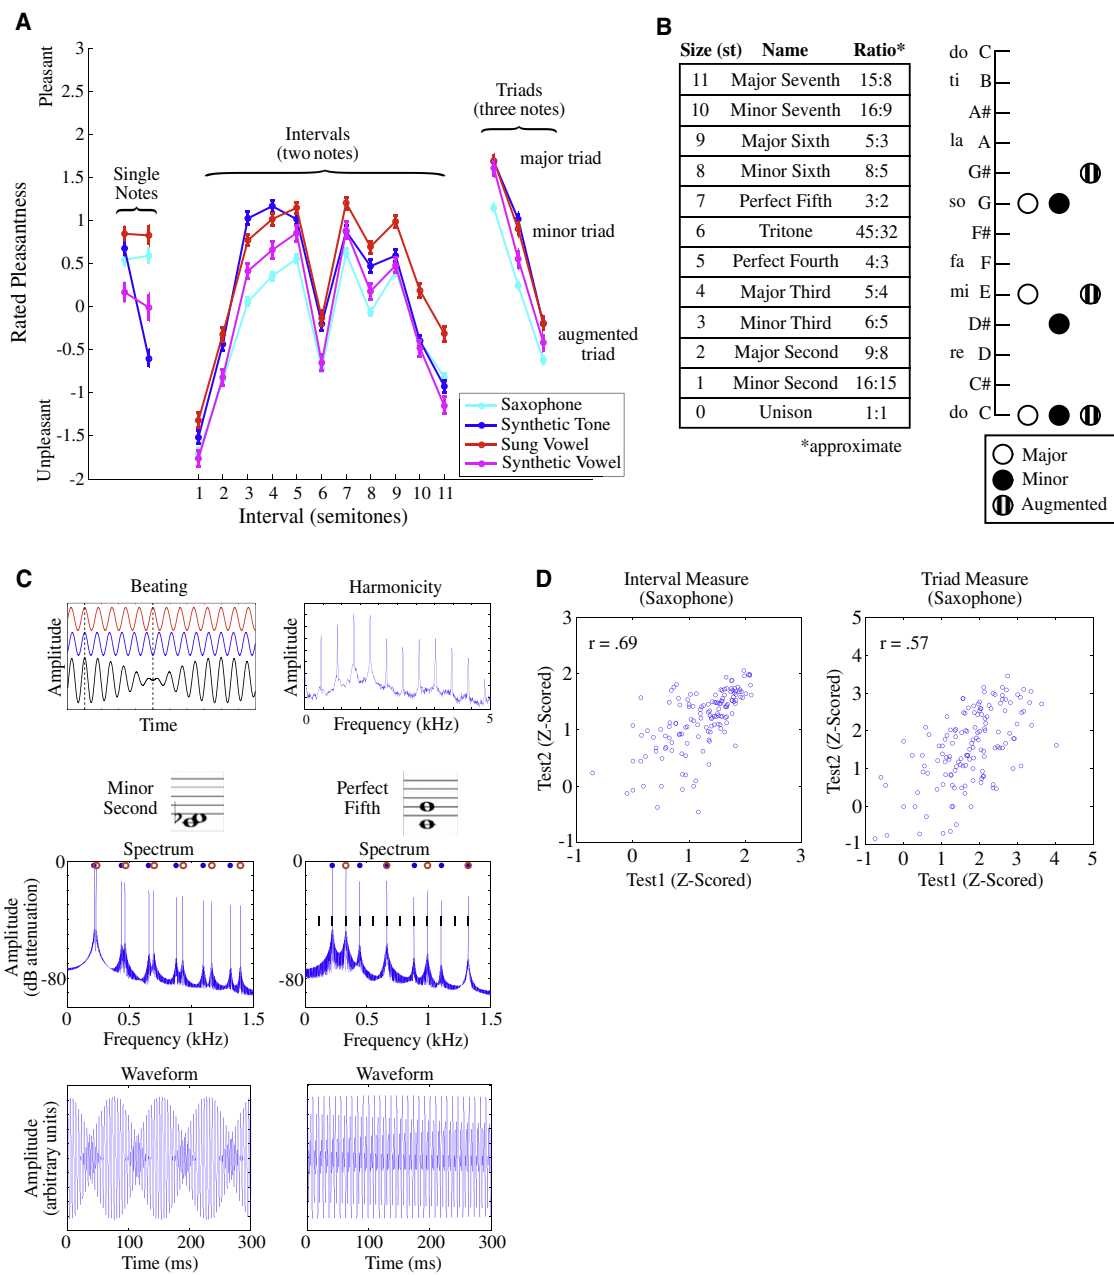 A
Pleasant
Rated Pleasantness
Unpleasant
3
2.5
2
1.5
1
0.5
0
-0.5
-1
-1.5
-2
Single
Notes
Intervals
(two notes)
Triads
(three notes)
major triad
minor triad
augmented
triad
Saxophone
Synthetic Tone
Sung Vowel
Synthetic Vowel
1 2 3 4 5 6 7 8 9 10 11
Interval (semitones)
B
Size (st) Name Ratio*
11 Major Seventh 15:8
10 Minor Seventh 16:9
9 Major Sixth 5:3
8 Minor Sixth 8:5
7 Perfect Fifth 3:2
6 Tritone 45:32
5 Perfect Fourth 4:3
4 Major Third 5:4
3 Minor Third 6:5
2 Major Second 9:8
1 Minor Second 16:15
0 Unison 1:1
*approximate
do C
ti B
A#
la A
G#
so G
F#
fa F
mi E
D#
re D
C#
do C
Major
Minor
Augmented
C
Beating
Amplitude
Time
Harmonicity
Amplitude
0 5
Frequency (kHz)
Minor
Second
Perfect
Fifth
Spectrum
Amplitude
(dB attenuation)
0
-80
0 0.5 1 1.5
Frequency (kHz)
Spectrum
0
-80
0 0.5 1 1.5
Frequency (kHz)
Waveform
Amplitude
(arbitrary units)
0 100 200 300
Time (ms)
Waveform
0 100 200 300
Time (ms)
D
Interval Measure
(Saxophone)
r = .69
Test2 (Z-Scored)
3
2
1
0
-1
-1 0 1 2 3
Test1 (Z-Scored)
Triad Measure
(Saxophone)
r = .57
Test2 (Z-Scored)
5
4
3
2
1
0
-1
-1 0 1 2 3 4 5
Test1 (Z-Scored)